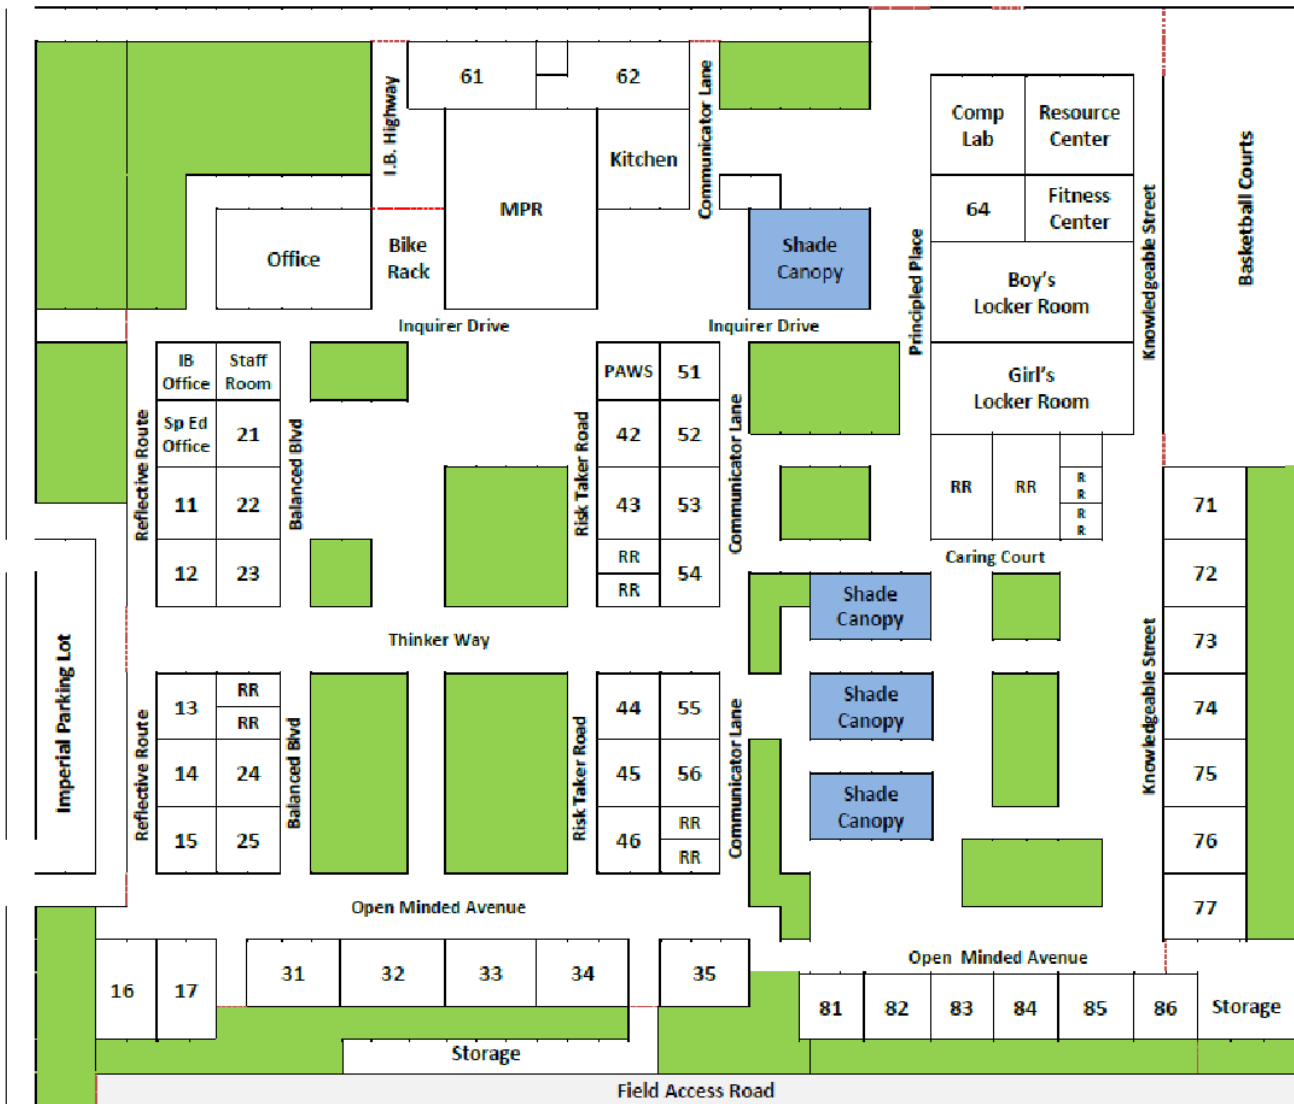 61
62
I.B. Highway
Communicator Lane
Kitchen
MPR
Comp
Lab
Resource
Center
64
Fitness
Center
Basketball Courts
Knowledgeable Street
Principled Place
Office
Bike
Rack
Shade
Canopy
Boy's
Locker Room
Inquirer Drive
Inquirer Drive
Girl's
Locker Room
IB
Office
Staff
Room
PAWS
51
Reflective Route
Sp Ed
Office
21
Balanced Blvd
Risk Taker Road
42
52
Communicator Lane
11
22
43
53
RR
RR
R
R
R
R
71
12
23
RR
RR
54
Caring Court
72
Shade
Canopy
Thinker Way
73
Imperial Parking Lot
Knowledgeable Street
Reflective Route
13
RR
RR
Balanced Blvd
Risk Taker Road
44
55
Communicator Lane
Shade
Canopy
74
14
24
45
56
75
Shade
Canopy
15
25
46
RR
RR
76
Open Minded Avenue
77
Open Minded Avenue
16
17
31
32
33
34
35
81
82
83
84
85
86
Storage
Storage
Field Access Road